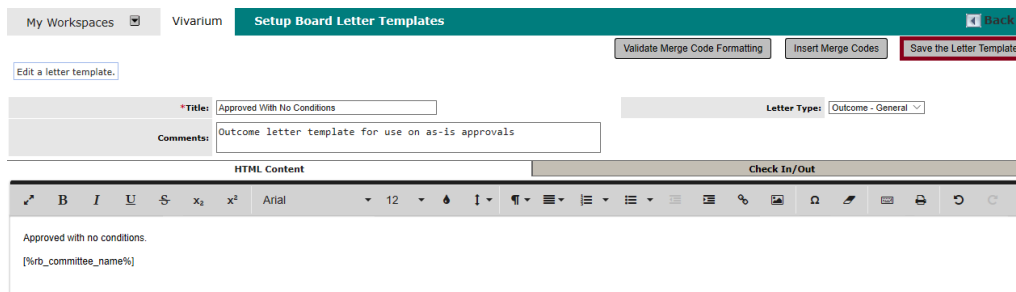 My Workspaces Vivarium Setup Board Letter Templates Back
Validate Merge Code Formatting Insert Merge Codes Save the Letter Template
Edit a letter template.
*Title: Approved With No Conditions Letter Type: Outcome - General
Comments: Outcome letter template for use on as-is approvals
HTML Content Check In/Out
B I U S x₂ x² Arial 12 ¶ Ω
Approved with no conditions.
[%rb_committee_name%]